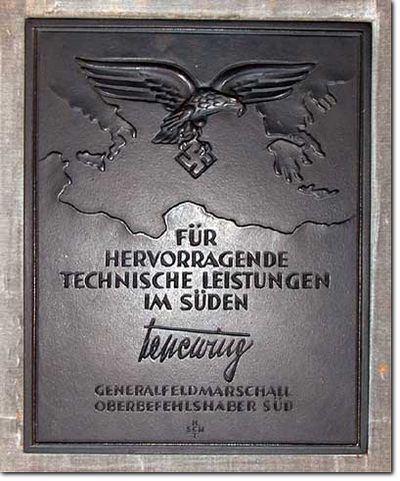 FÜR
HERVORRAGENDE
TECHNISCHE LEISTUNGEN
IM SÜDEN
GENERALFELDMARSCHALL
OBERBEFEHLSHABER SÜD